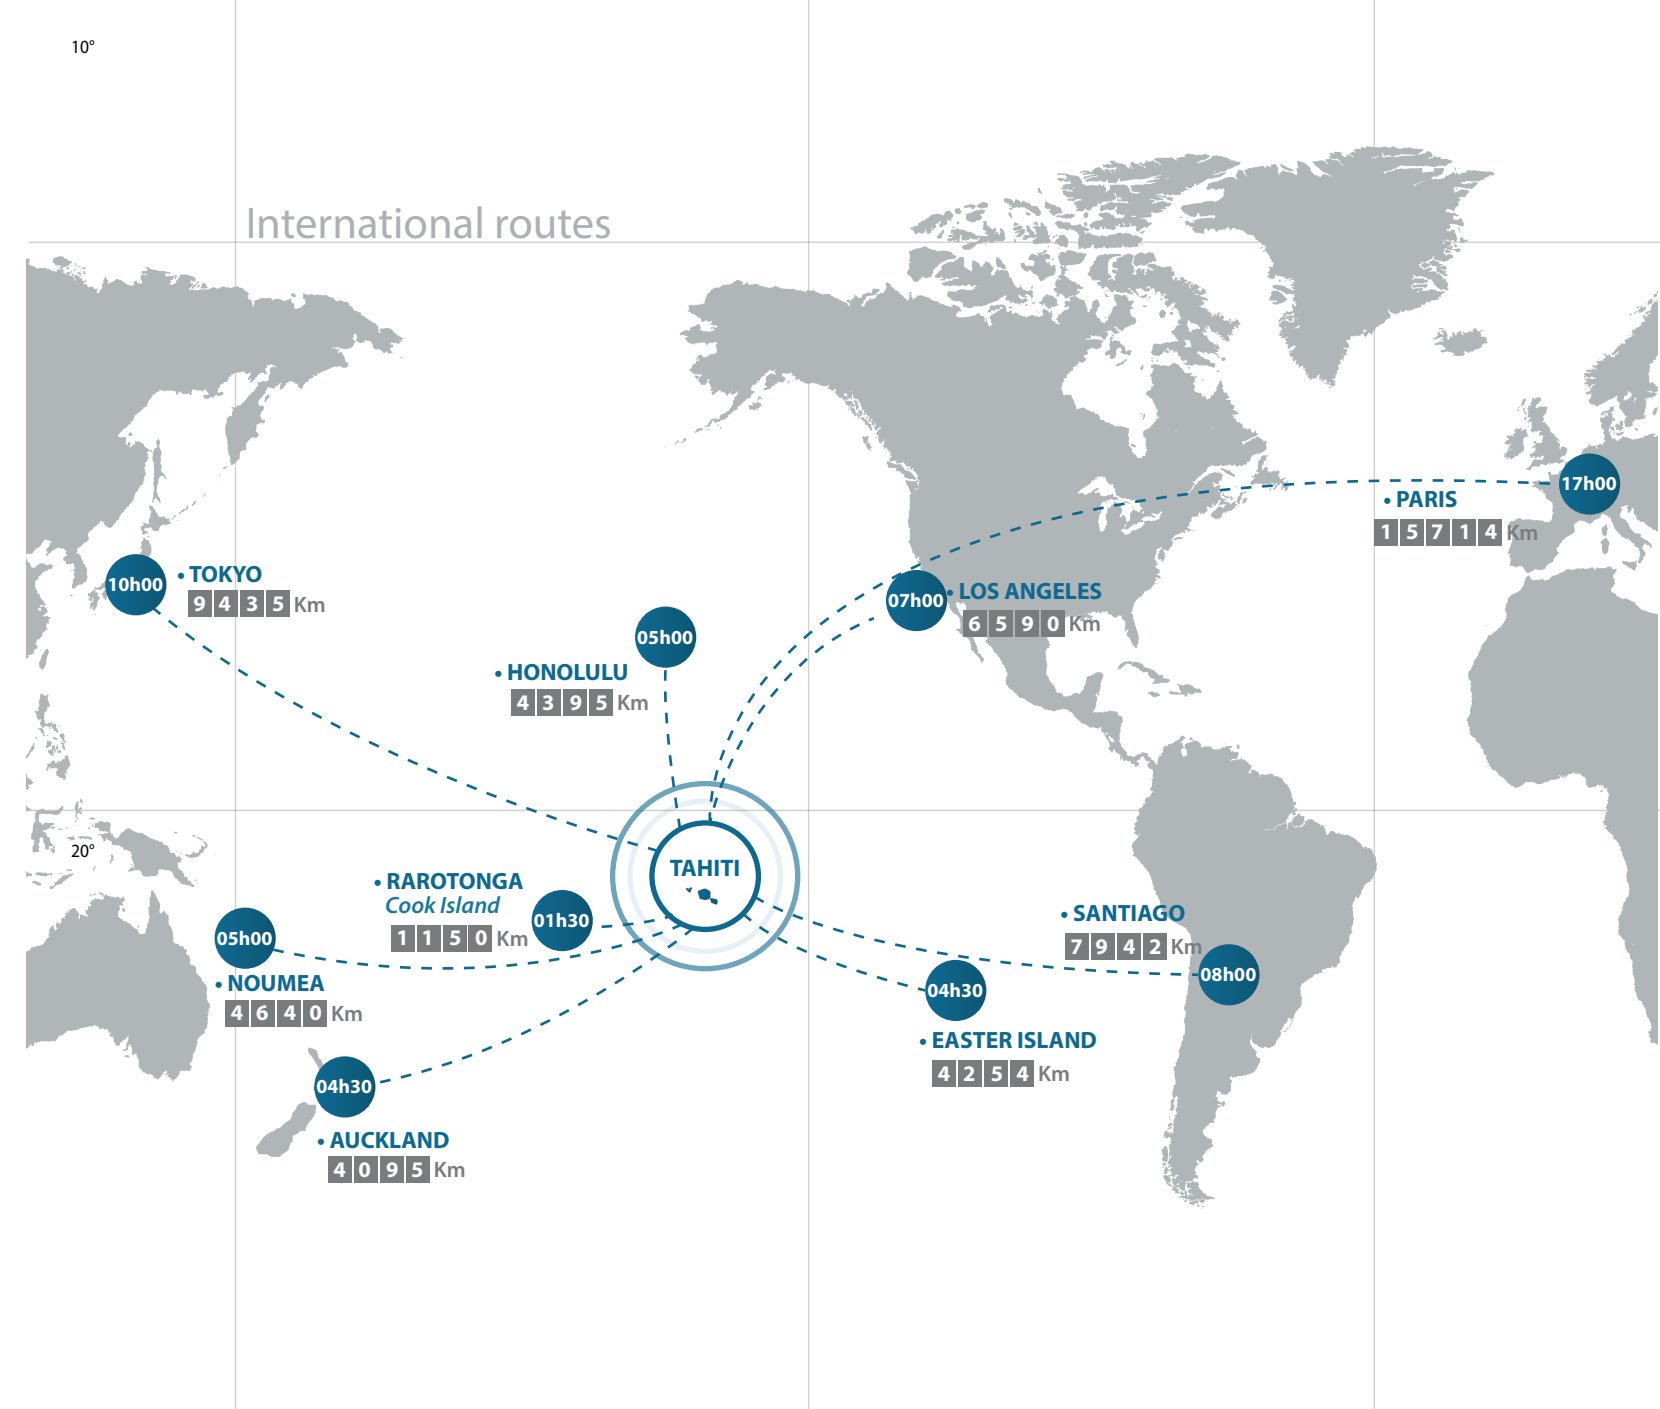 10°
International routes
17h00
• PARIS
15714 Km
10h00
• TOKYO
9435 Km
07h00
• LOS ANGELES
6590 Km
05h00
• HONOLULU
4395 Km
TAHITI
20°
• RAROTONGA
Cook Island
1150 Km
01h30
05h00
• NOUMEA
4640 Km
• SANTIAGO
7942 Km
08h00
04h30
• EASTER ISLAND
4254 Km
04h30
• AUCKLAND
4095 Km